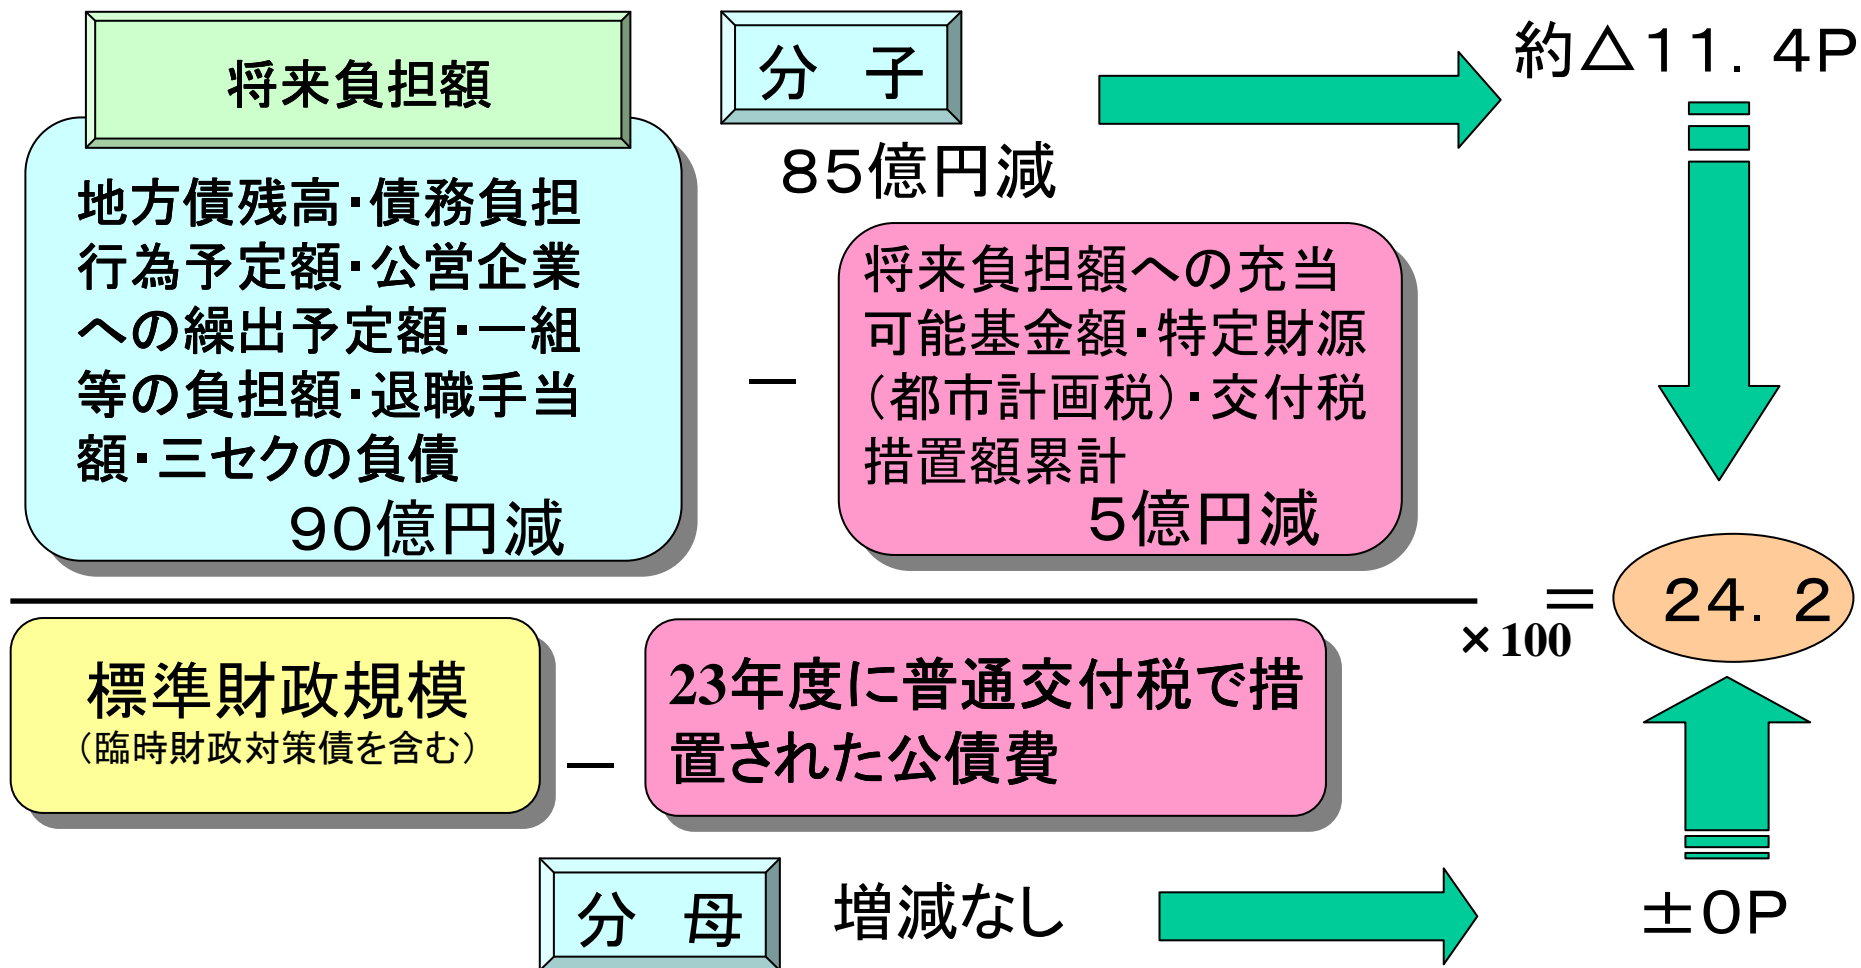 将来負担額
分　子
約△１１．４Ｐ
８５億円減
地方債残高・債務負担
行為予定額・公営企業
への繰出予定額・一組
等の負担額・退職手当
額・三セクの負債
９０億円減
－
将来負担額への充当
可能基金額・特定財源
（都市計画税）・交付税
措置額累計
５億円減
×100
＝
２４．２
標準財政規模
（臨時財政対策債を含む）
－
23年度に普通交付税で措
置された公債費
分　母
増減なし
±０Ｐ